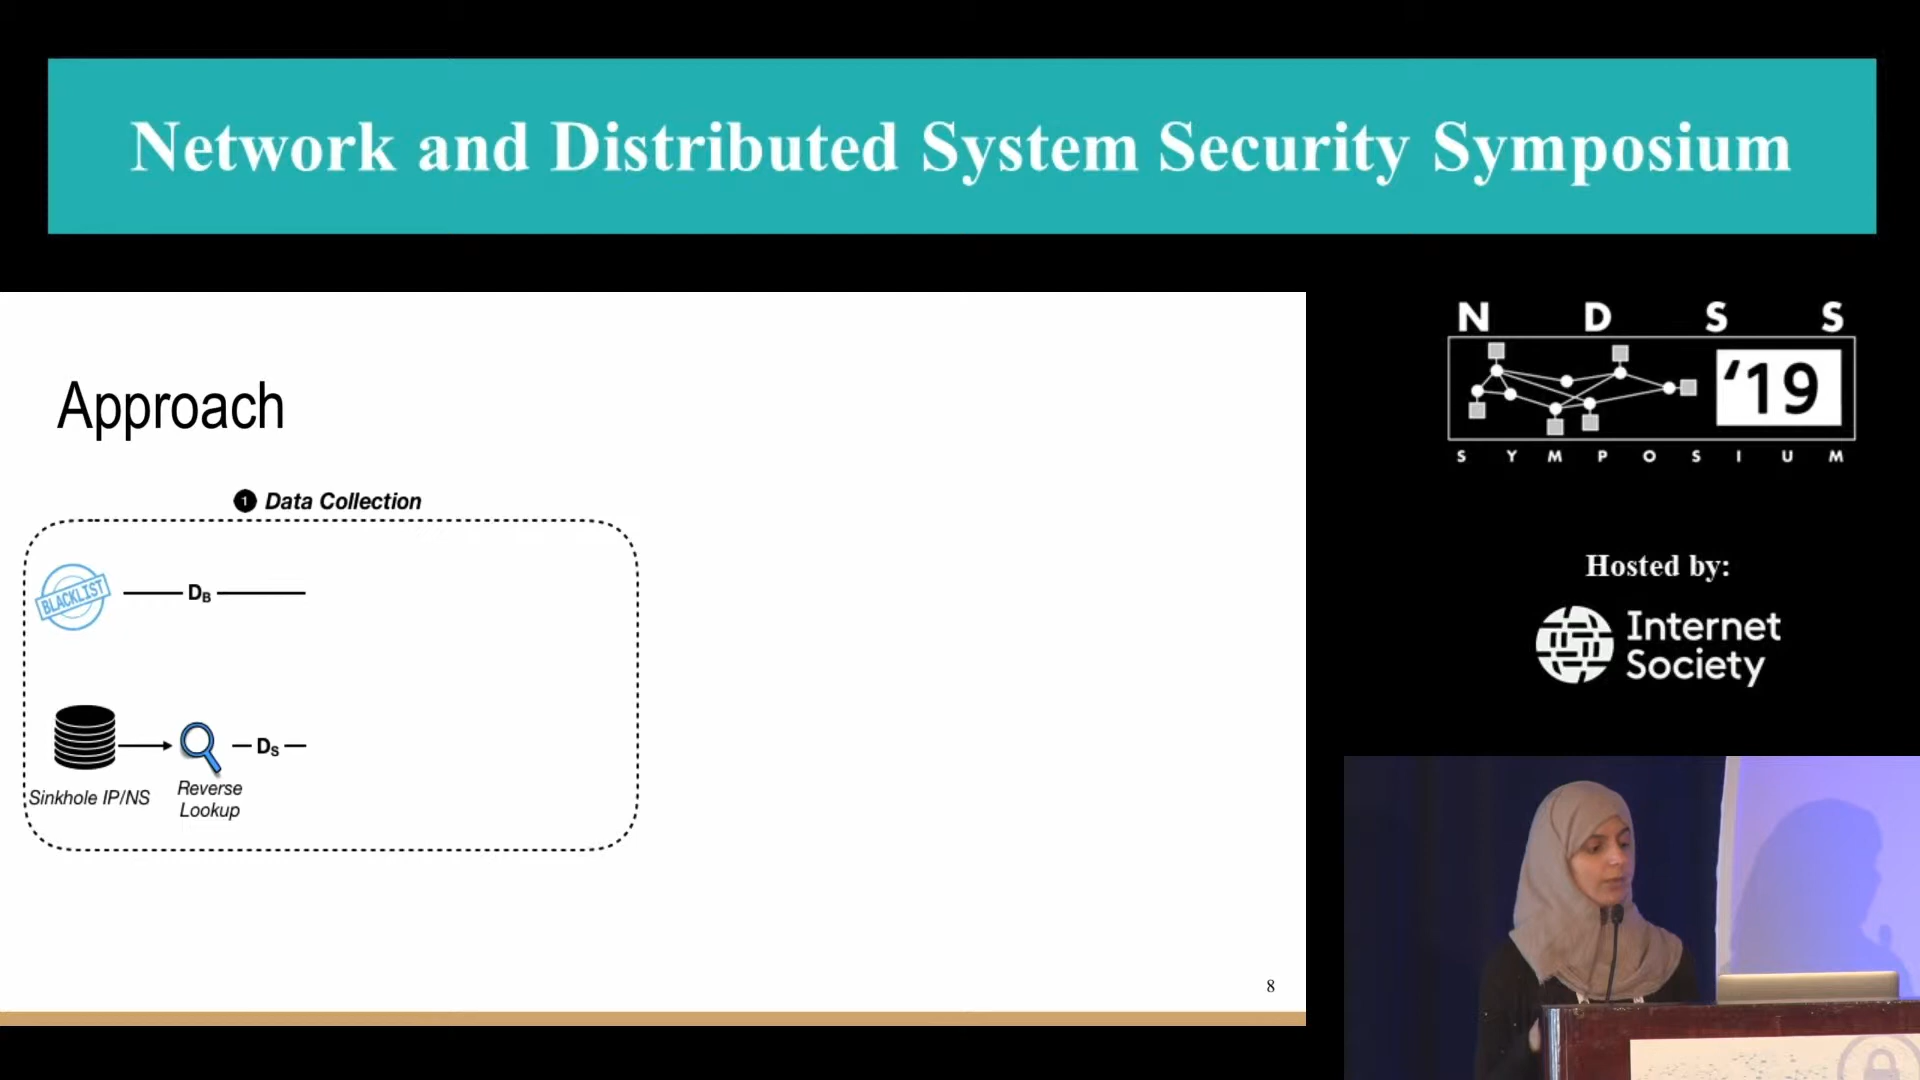 Network and Distributed System Security Symposium
N D S S
'19
S Y M P O S I U M
Approach
1 Data Collection
BLACKLIST
DB
DS
Sinkhole IP/NS
Reverse
Lookup
8
Hosted by:
Internet
Society